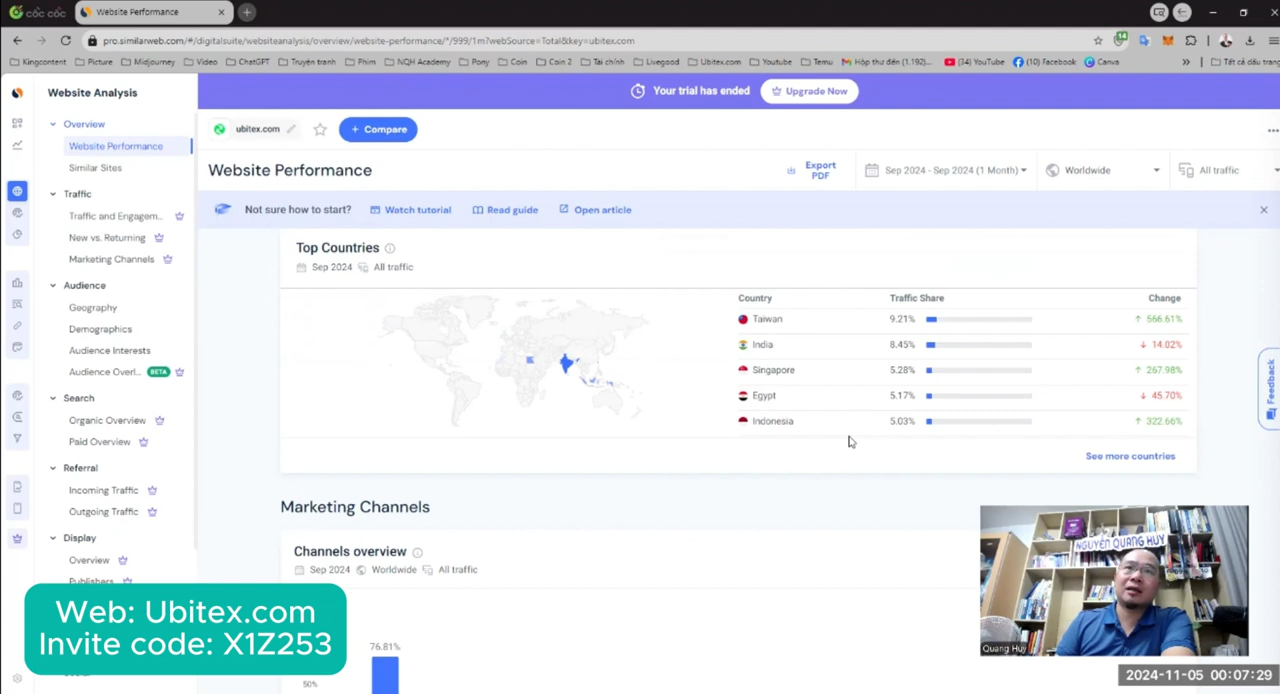 cốc cốc
Website Performance
pro.similarweb.com/#/digitalsuite/websiteanalysis/overview/website-performance/*/999/1m?webSource=Total&key=ubitex.com
14
Kingcontent Picture Midjourney Video ChatGPT Truyện tranh Phim NQH Academy Pony Coin Coin 2 Tài chính Livegood Ubitex.com Youtube Temu Hộp thư đến (1.192)... (34) YouTube (10) Facebook Canva » Tất cả dấu trang
Website Analysis
Your trial has ended
Upgrade Now
Overview
Website Performance
Similar Sites
Traffic
Traffic and Engagem...
New vs. Returning
Marketing Channels
Audience
Geography
Demographics
Audience Interests
Audience Overl... BETA
Search
Organic Overview
Paid Overview
Referral
Incoming Traffic
Outgoing Traffic
Display
Overview
Publishers
ubitex.com
+ Compare
Website Performance
Export PDF
Sep 2024 - Sep 2024 (1 Month)
Worldwide
All traffic
Not sure how to start?
Watch tutorial
Read guide
Open article
Top Countries
Sep 2024 All traffic
Country Traffic Share Change
Taiwan 9.21% ↑ 566.61%
India 8.45% ↓ 14.02%
Singapore 5.28% ↑ 267.98%
Egypt 5.17% ↓ 45.70%
Indonesia 5.03% ↑ 322.66%
See more countries
Feedback
Marketing Channels
Channels overview
Sep 2024 Worldwide All traffic
76.81%
50%
Web: Ubitex.com
Invite code: X1Z253
NGUYỄN QUANG HUY
Quang Huy
2024-11-05 00:07:29